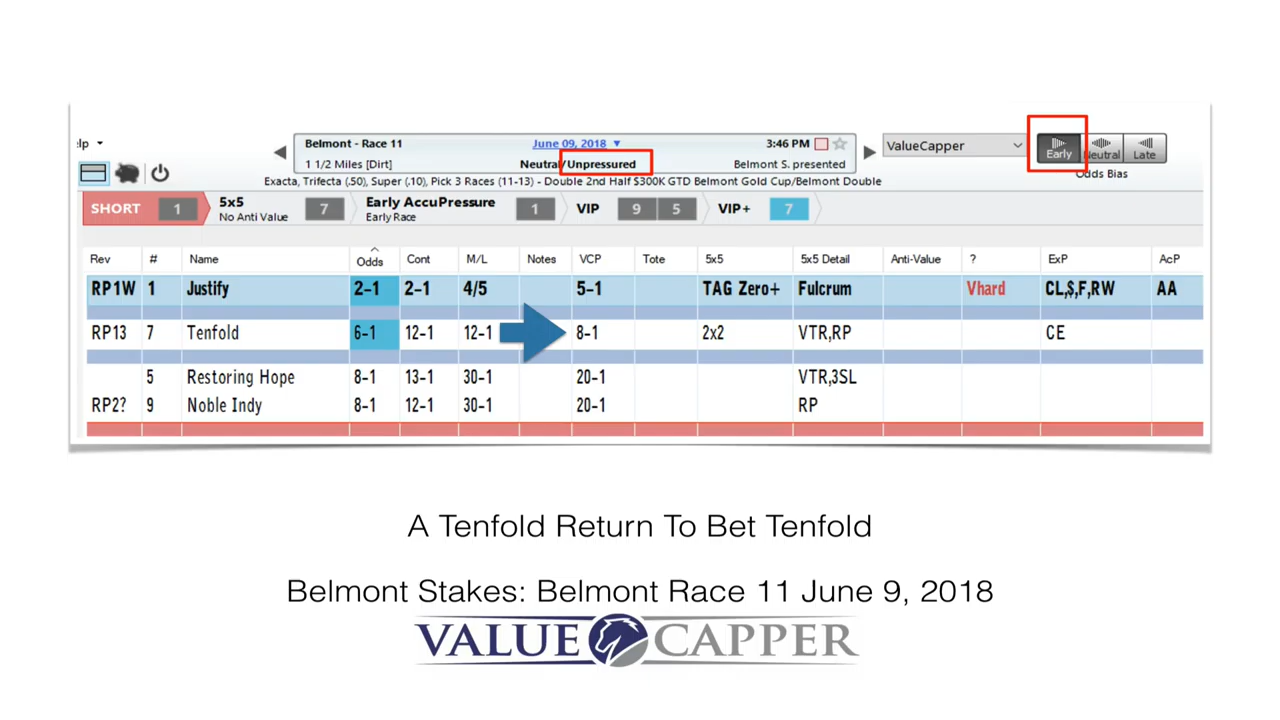 lp
Belmont - Race 11 June 09, 2018 3:46 PM
ValueCapper
Early Neutral Late
1 1/2 Miles [Dirt] Neutral/Unpressured Belmont S. presented
Odds Bias
Exacta, Trifecta (.50), Super (.10), Pick 3 Races (11-13) - Double 2nd Half $300K GTD Belmont Gold Cup/Belmont Double
SHORT 1 5x5 No Anti Value 7 Early AccuPressure Early Race 1 VIP 9 5 VIP+ 7
Rev # Name Odds Cont M/L Notes VCP Tote 5x5 5x5 Detail Anti-Value ? ExP AcP
RP1W 1 Justify 2-1 2-1 4/5 5-1 TAG Zero+ Fulcrum Vhard CL,$,F,RW AA
RP13 7 Tenfold 6-1 12-1 12-1 8-1 2x2 VTR,RP CE
5 Restoring Hope 8-1 13-1 30-1 20-1 VTR,3SL
RP2? 9 Noble Indy 8-1 12-1 30-1 20-1 RP
A Tenfold Return To Bet Tenfold
Belmont Stakes: Belmont Race 11 June 9, 2018
VALUE CAPPER